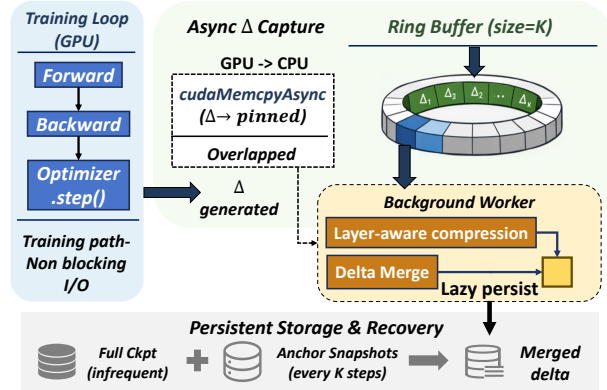 Training Loop
(GPU)
Forward
Backward
Optimizer
.step()
Training path-
Non blocking
I/O
Async Δ Capture
GPU -> CPU
cudaMemcpyAsync
(Δ→ pinned)
Overlapped
Δ
generated
Ring Buffer (size=K)
Δ1 Δ3 Δ2 .. ΔK
Background Worker
Layer-aware compression
Delta Merge
Lazy persist
Persistent Storage & Recovery
Full Ckpt
(infrequent)
Anchor Snapshots
(every K steps)
Merged
delta